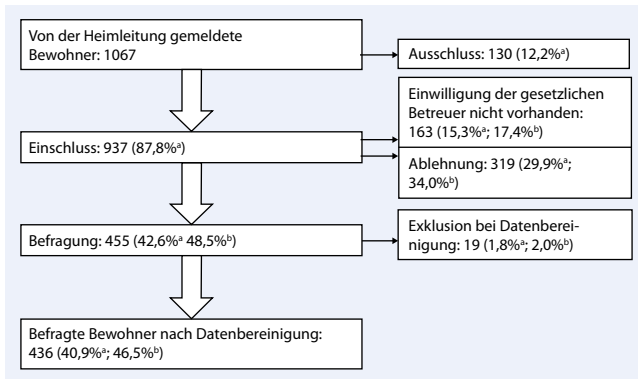 Von der Heimleitung gemeldete
Bewohner: 1067
Ausschluss: 130 (12,2%ᵃ)
Einwilligung der gesetzlichen
Betreuer nicht vorhanden:
163 (15,3%ᵃ; 17,4%ᵇ)
Einschluss: 937 (87,8%ᵃ)
Ablehnung: 319 (29,9%ᵃ;
34,0%ᵇ)
Befragung: 455 (42,6%ᵃ 48,5%ᵇ)
Exklusion bei Datenberei-
nigung: 19 (1,8%ᵃ; 2,0%ᵇ)
Befragte Bewohner nach Datenbereinigung:
436 (40,9%ᵃ; 46,5%ᵇ)